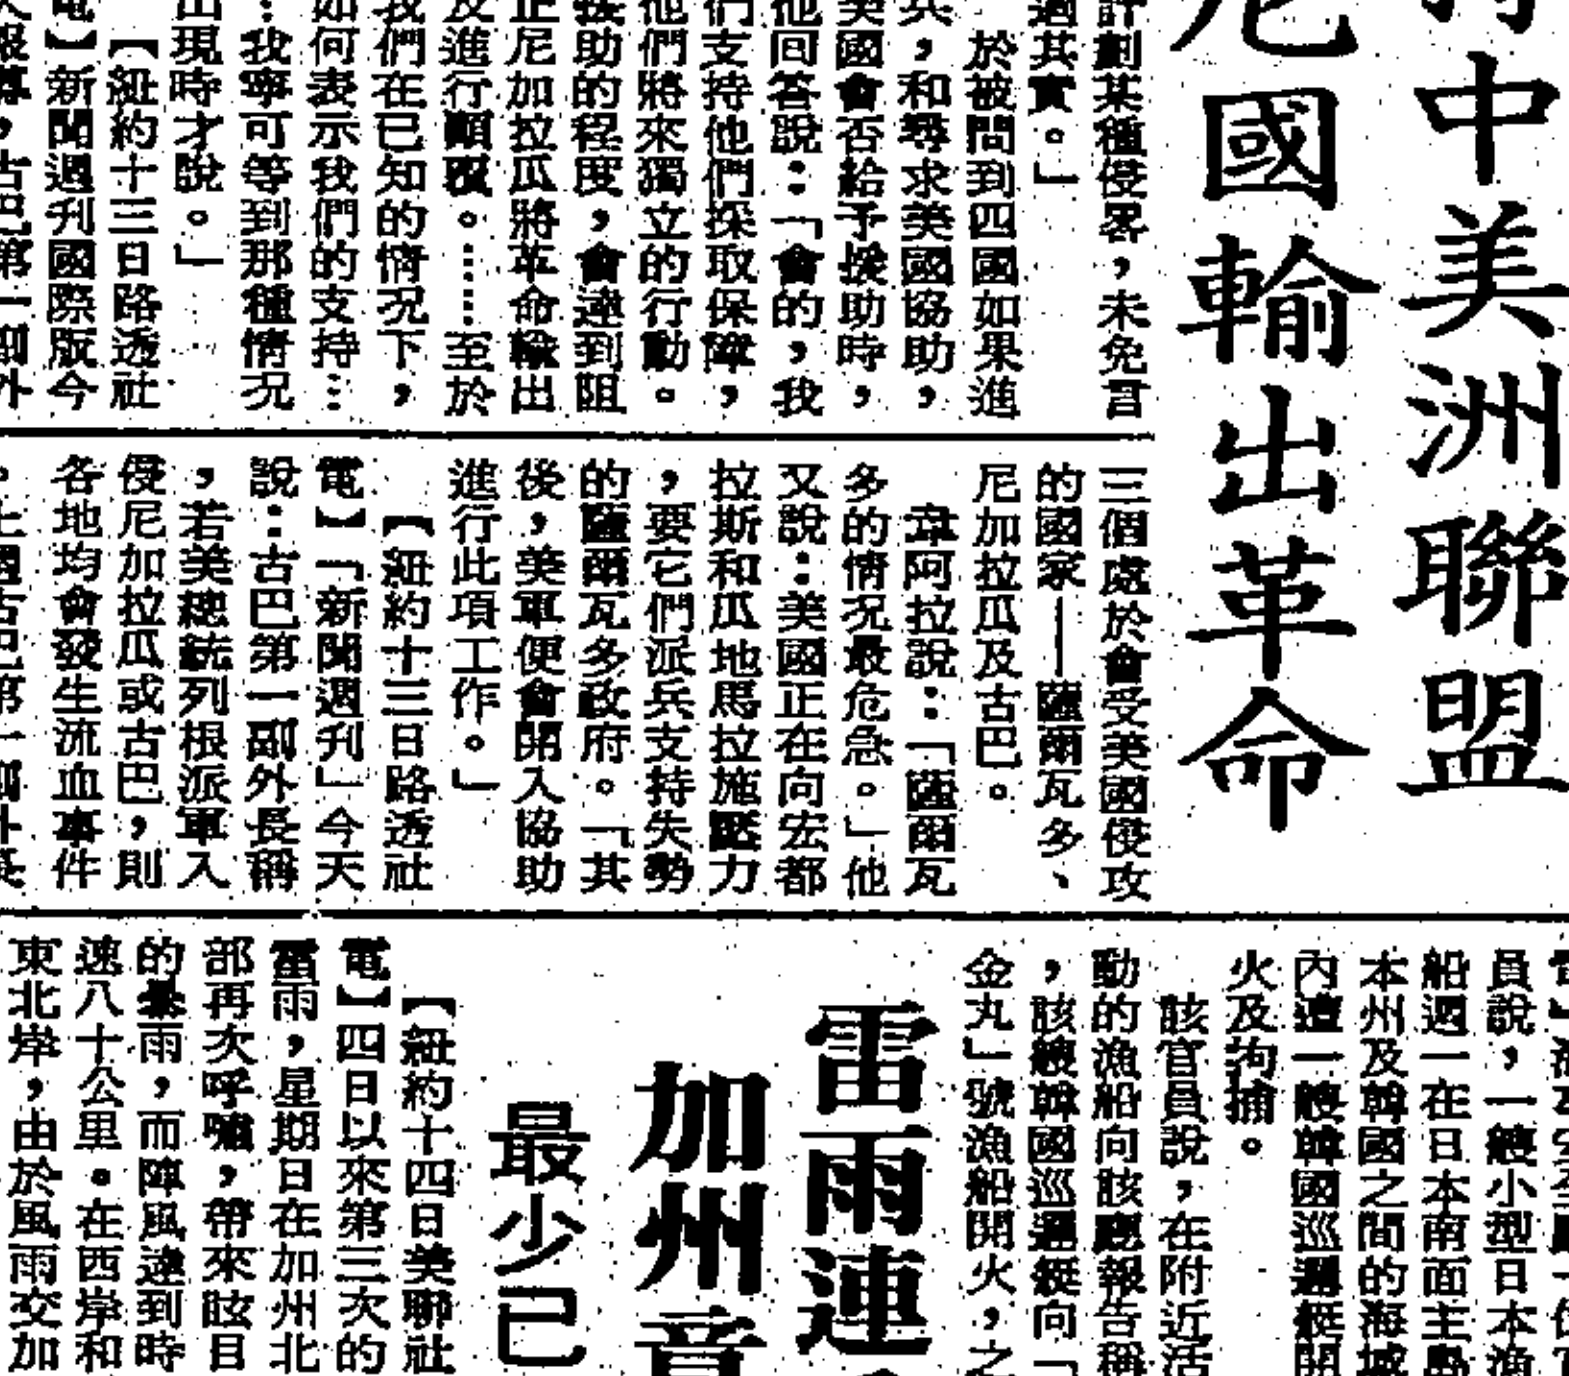 中美洲聯盟
國輸出革命
計劃某種侵畧，未免言
過其實。」
於被問到四國如果進
兵，和尋求美國協助，
美國會否給予援助時，
他回答說：「會的，我
們支持他們採取保障，
他們將來獨立的行動。
援助的程度，會達到阻
正尼加拉瓜將革命輸出
及進行顛覆。……至於
我們在已知的情况下，
如何表示我們的支持…
…我寧可等到那種情况
出現時才說。」
【紐約十三日路透社
電】新聞週刋國際版今
三個處於會受美國侵攻
的國家——薩爾瓦多、
尼加拉瓜及古巴。
韋阿拉說：「薩爾瓦
多的情况最危急。」他
又說：美國正在向宏都
拉斯和瓜地馬拉施壓力
，要它們派兵支持失勢
的薩爾瓦多政府。「其
後，美軍便會開入協助
進行此項工作。」
【紐約十三日路透社
電】「新聞週刋」今天
說：古巴第一副外長稱
，若美總統列根派軍入
侵尼加拉瓜或古巴，則
各地均會發生流血事件
員說，一艘小型日本漁
船週一在日本南面主島
本州及韓國之間的海域
內遭一艘韓國巡邏艇開
火及拘捕。
該官員說，在附近活
動的漁船向該廳報告稱
，該艘韓國巡邏艇向「
金丸」號漁船開火，之
雷雨連
加州
最少已
【紐約十四日美聯社
電】四日以來第三次的
雷雨，星期日在加州北
部再次呼嘯，帶來眩目
的暴雨，而陣風達到時
速八十公里。在西岸和
東北岸，由於風雨交加